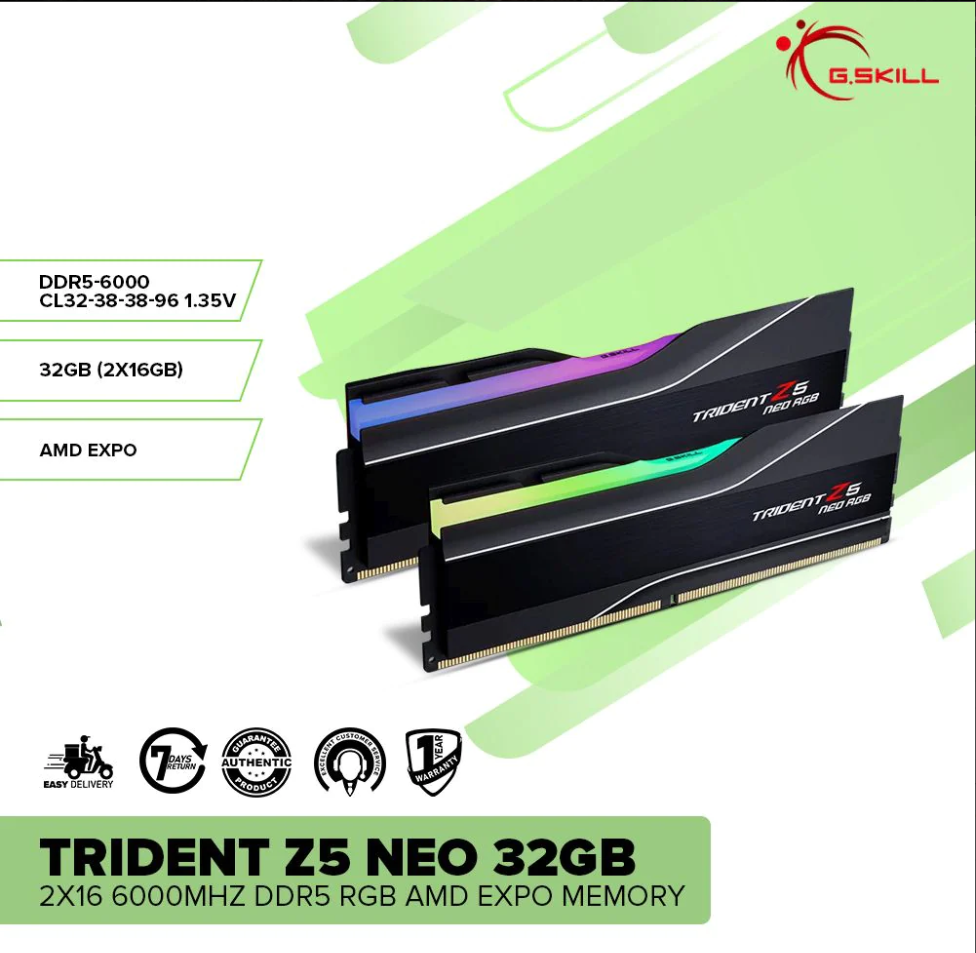 G.SKILL
DDR5-6000
CL32-38-38-96 1.35V
32GB (2X16GB)
AMD EXPO
G.SKILL
TRIDENT Z5
NEO RGB
G.SKILL
TRIDENT Z5
NEO RGB
EASY DELIVERY
7 DAYS
RETURN
GUARANTEE
AUTHENTIC
PRODUCT
EXCELLENT CUSTOMER SERVICE
1 YEAR
WARRANTY
TRIDENT Z5 NEO 32GB
2X16 6000MHZ DDR5 RGB AMD EXPO MEMORY